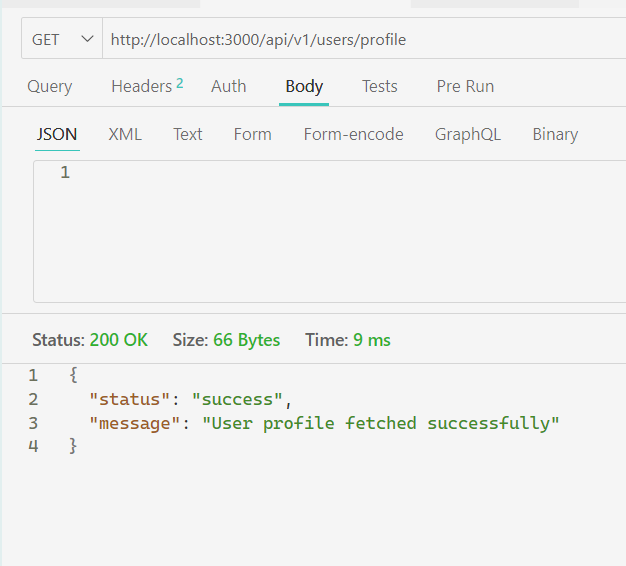 GET http://localhost:3000/api/v1/users/profile
Query Headers 2 Auth Body Tests Pre Run
JSON XML Text Form Form-encode GraphQL Binary
1
Status: 200 OK Size: 66 Bytes Time: 9 ms
1 {
2 "status": "success",
3 "message": "User profile fetched successfully"
4 }